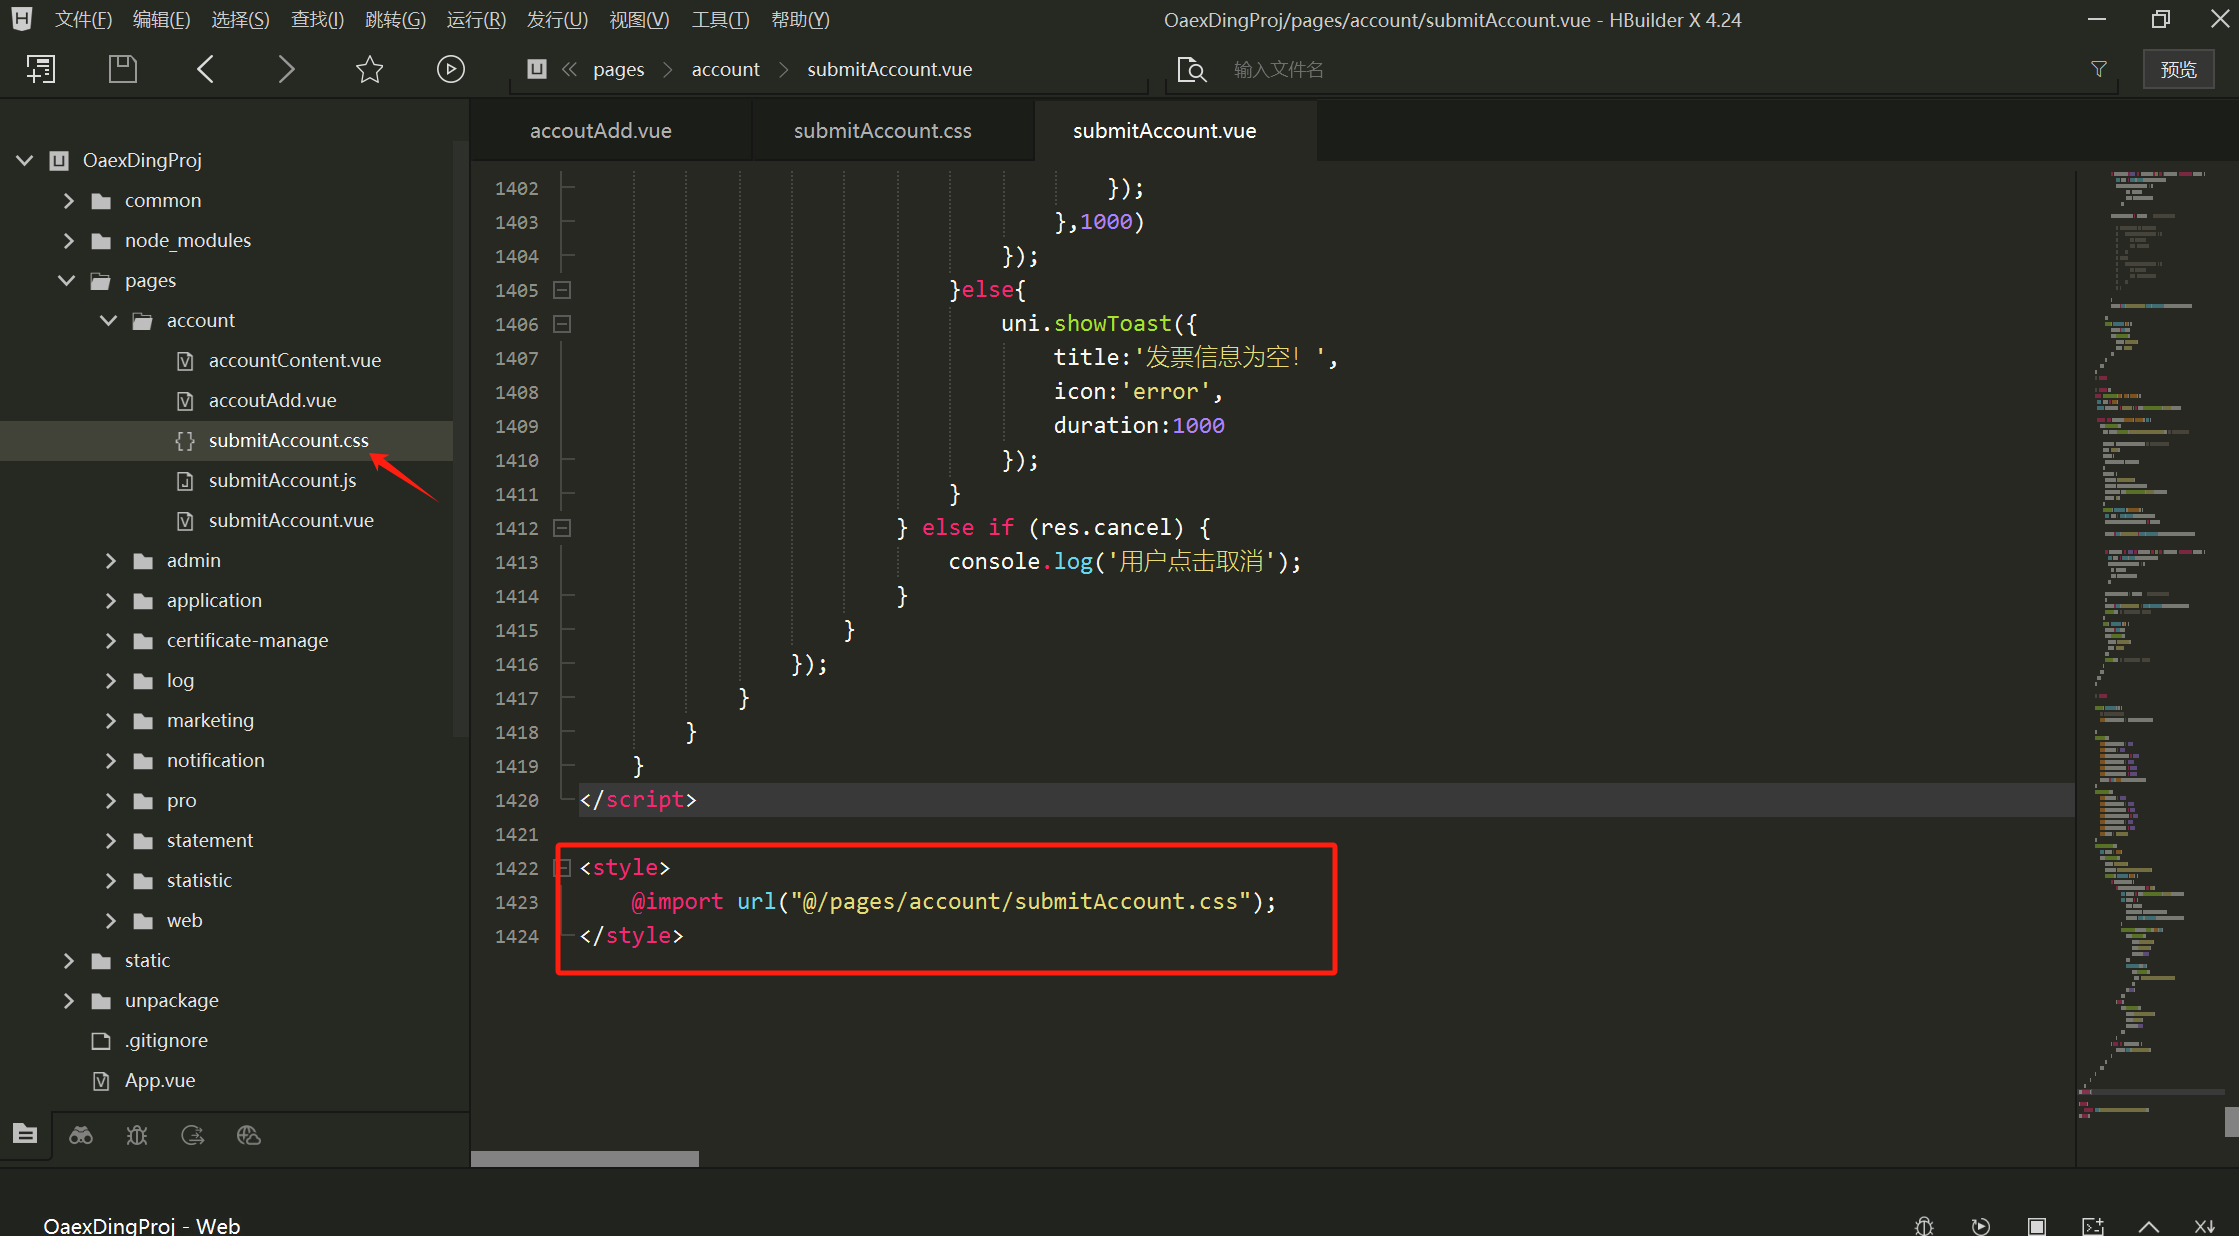 文件(F) 编辑(E) 选择(S) 查找(I) 跳转(G) 运行(R) 发行(U) 视图(V) 工具(T) 帮助(Y)
OaexDingProj/pages/account/submitAccount.vue - HBuilder X 4.24
pages account submitAccount.vue
输入文件名
预览
accoutAdd.vue submitAccount.css submitAccount.vue
OaexDingProj
common
node_modules
pages
account
accountContent.vue
accoutAdd.vue
submitAccount.css
submitAccount.js
submitAccount.vue
admin
application
certificate-manage
log
marketing
notification
pro
statement
statistic
web
static
unpackage
.gitignore
App.vue
1402 });
1403 },1000)
1404 });
1405 }else{
1406 uni.showToast({
1407 title:'发票信息为空！',
1408 icon:'error',
1409 duration:1000
1410 });
1411 }
1412 } else if (res.cancel) {
1413 console.log('用户点击取消');
1414 }
1415 }
1416 });
1417 }
1418 }
1419 }
1420 </script>
1421
1422 <style>
1423 @import url("@/pages/account/submitAccount.css");
1424 </style>
OaexDingProj - Web